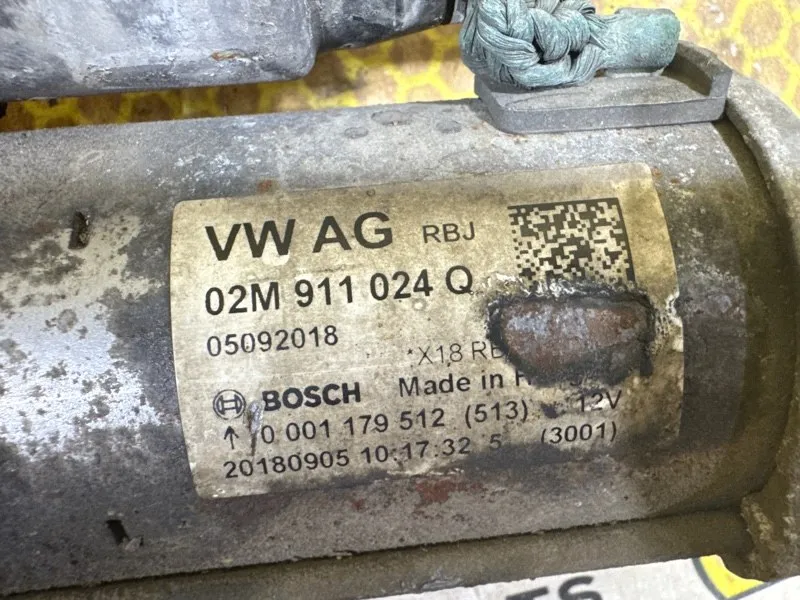 VW AG RBJ
02M 911 024 Q
05092018
*X18
BOSCH Made in
0 001 179 512 (513) 12V
20180905 10:17:32 5 (3001)